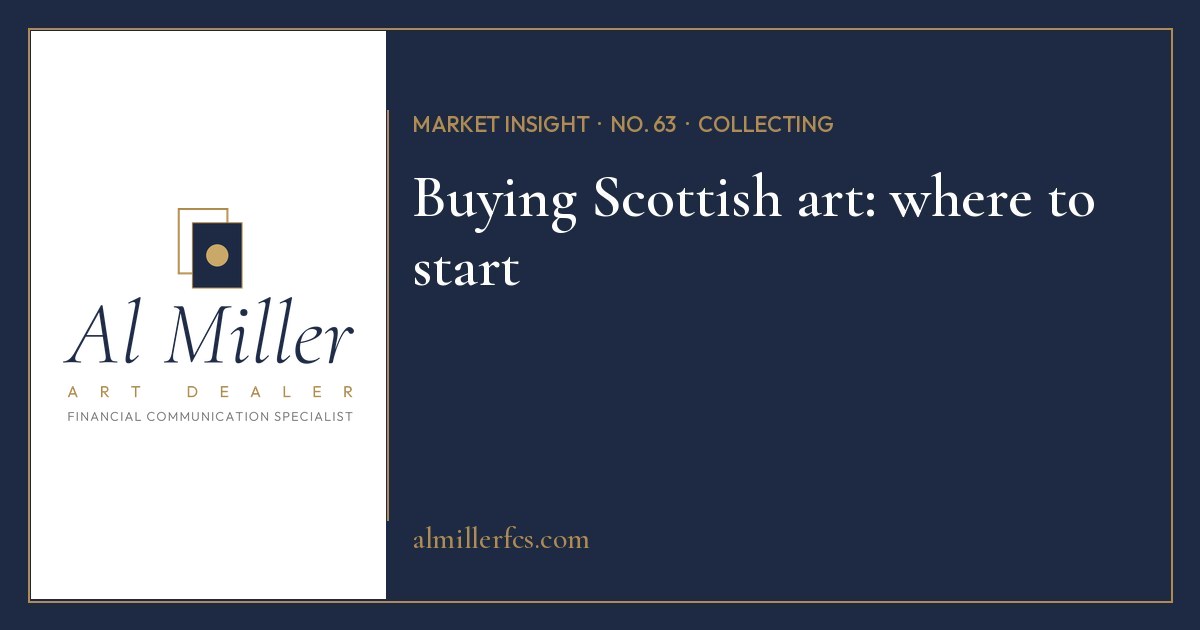 Al Miller
ART DEALER
FINANCIAL COMMUNICATION SPECIALIST
MARKET INSIGHT · NO. 63 · COLLECTING
Buying Scottish art: where to
start
almillerfcs.com